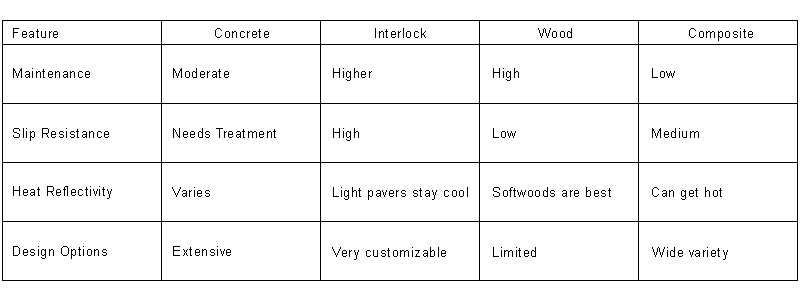 Feature Concrete Interlock Wood Composite
Maintenance Moderate Higher High Low
Slip Resistance Needs Treatment High Low Medium
Heat Reflectivity Varies Light pavers stay cool Softwoods are best Can get hot
Design Options Extensive Very customizable Limited Wide variety